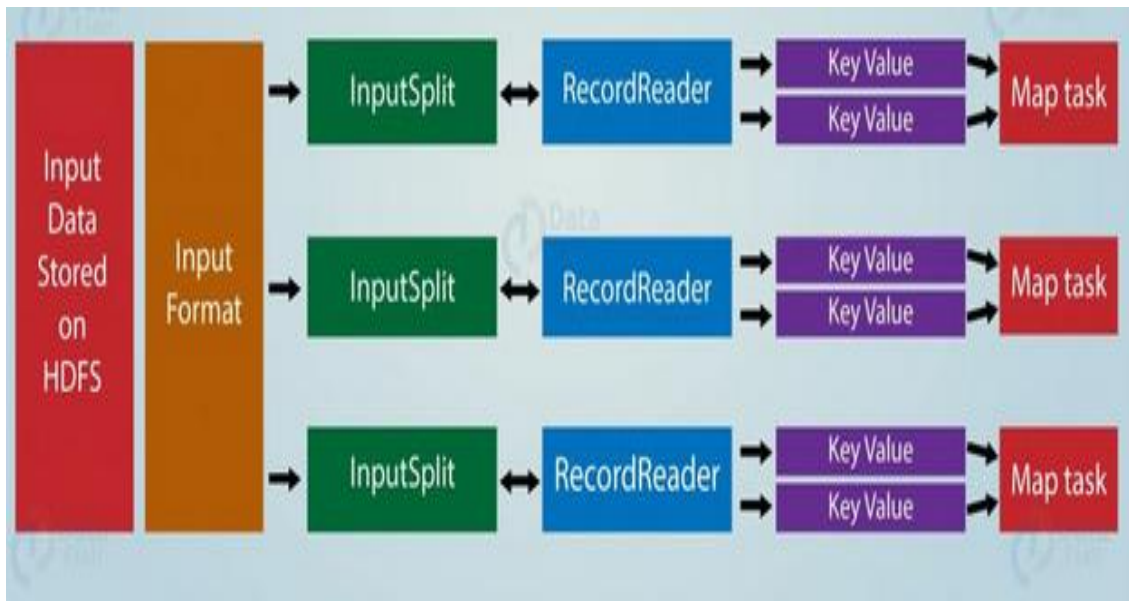 Input
Data
Stored
on
HDFS
Input
Format
InputSplit
RecordReader
Key Value
Key Value
Map task
InputSplit
RecordReader
Key Value
Key Value
Map task
InputSplit
RecordReader
Key Value
Key Value
Map task
Data